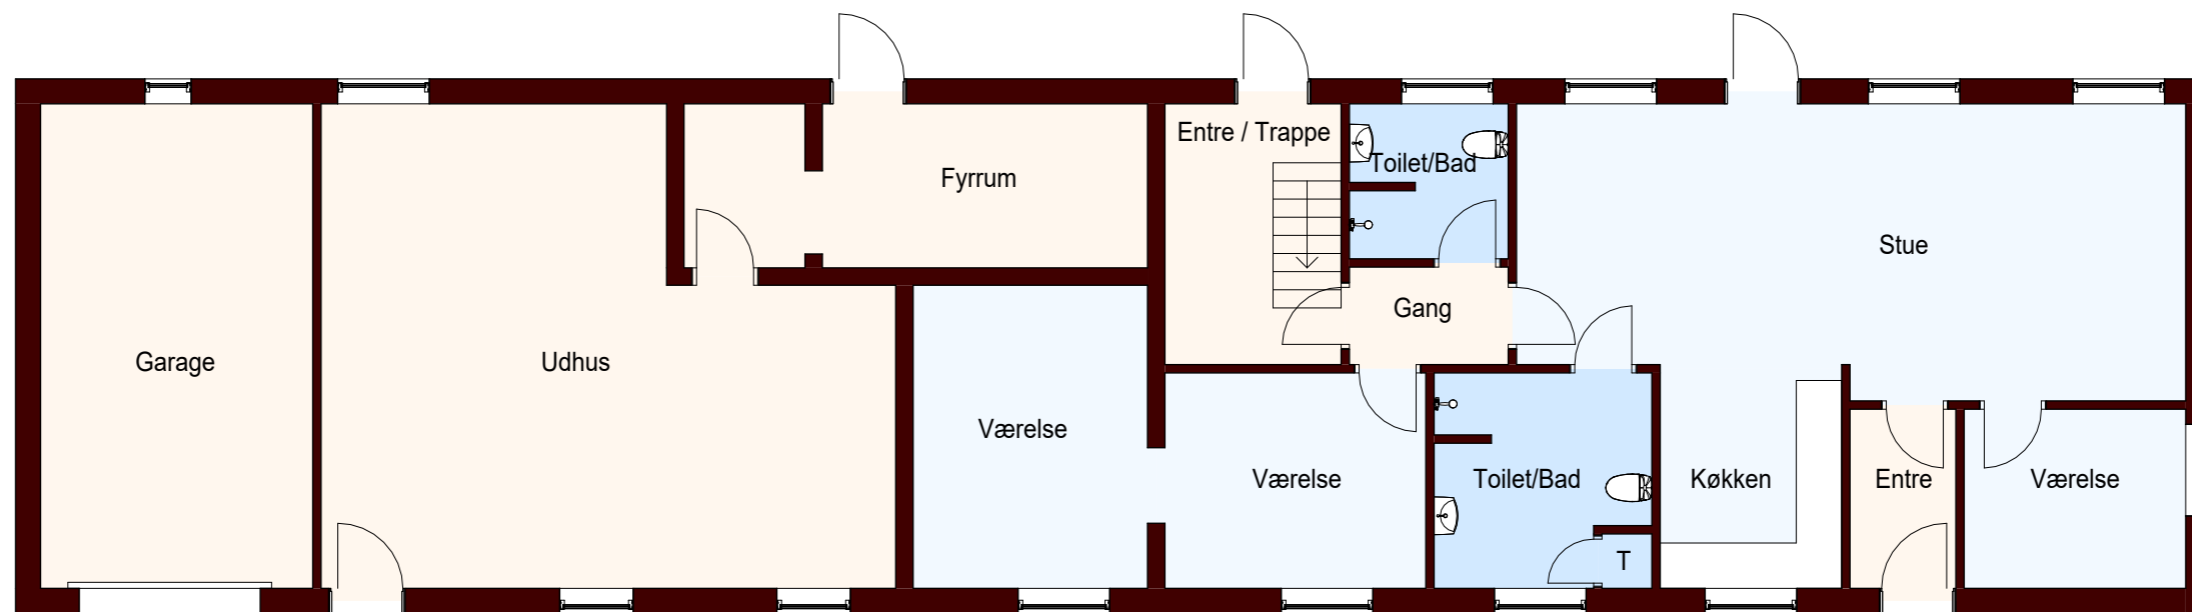 Entre / Trappe
Toilet/Bad
Fyrrum
Stue
Gang
Garage
Udhus
Værelse
Værelse
Toilet/Bad
Køkken
Entre
Værelse
T